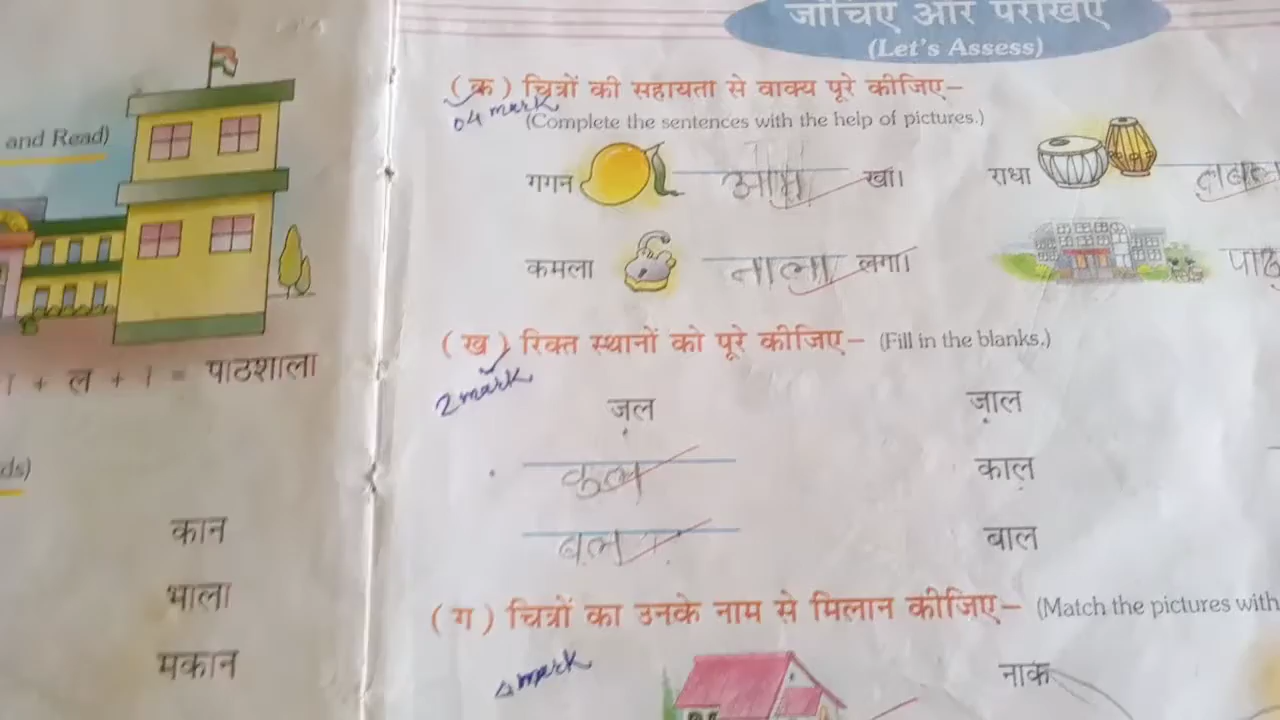 and Read)
+ ल + ा = पाठशाला
ds)
कान
भाला
मकान
जाँचिए और परखिए
(Let's Assess)
(क) चित्रों की सहायता से वाक्य पूरे कीजिए–
04 mark (Complete the sentences with the help of pictures.)
गगन आम खा। राधा
कमला ताला लगा।
(ख) रिक्त स्थानों को पूरे कीजिए– (Fill in the blanks.)
2 mark
जल जाल
कल काल
बल बाल
(ग) चित्रों का उनके नाम से मिलान कीजिए– (Match the pictures with
4 mark
नाक